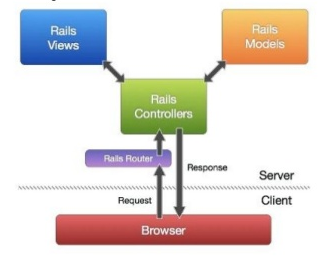 Rails
Views
Rails
Models
Rails
Controllers
Rails Router
Response
Server
Request
Client
Browser